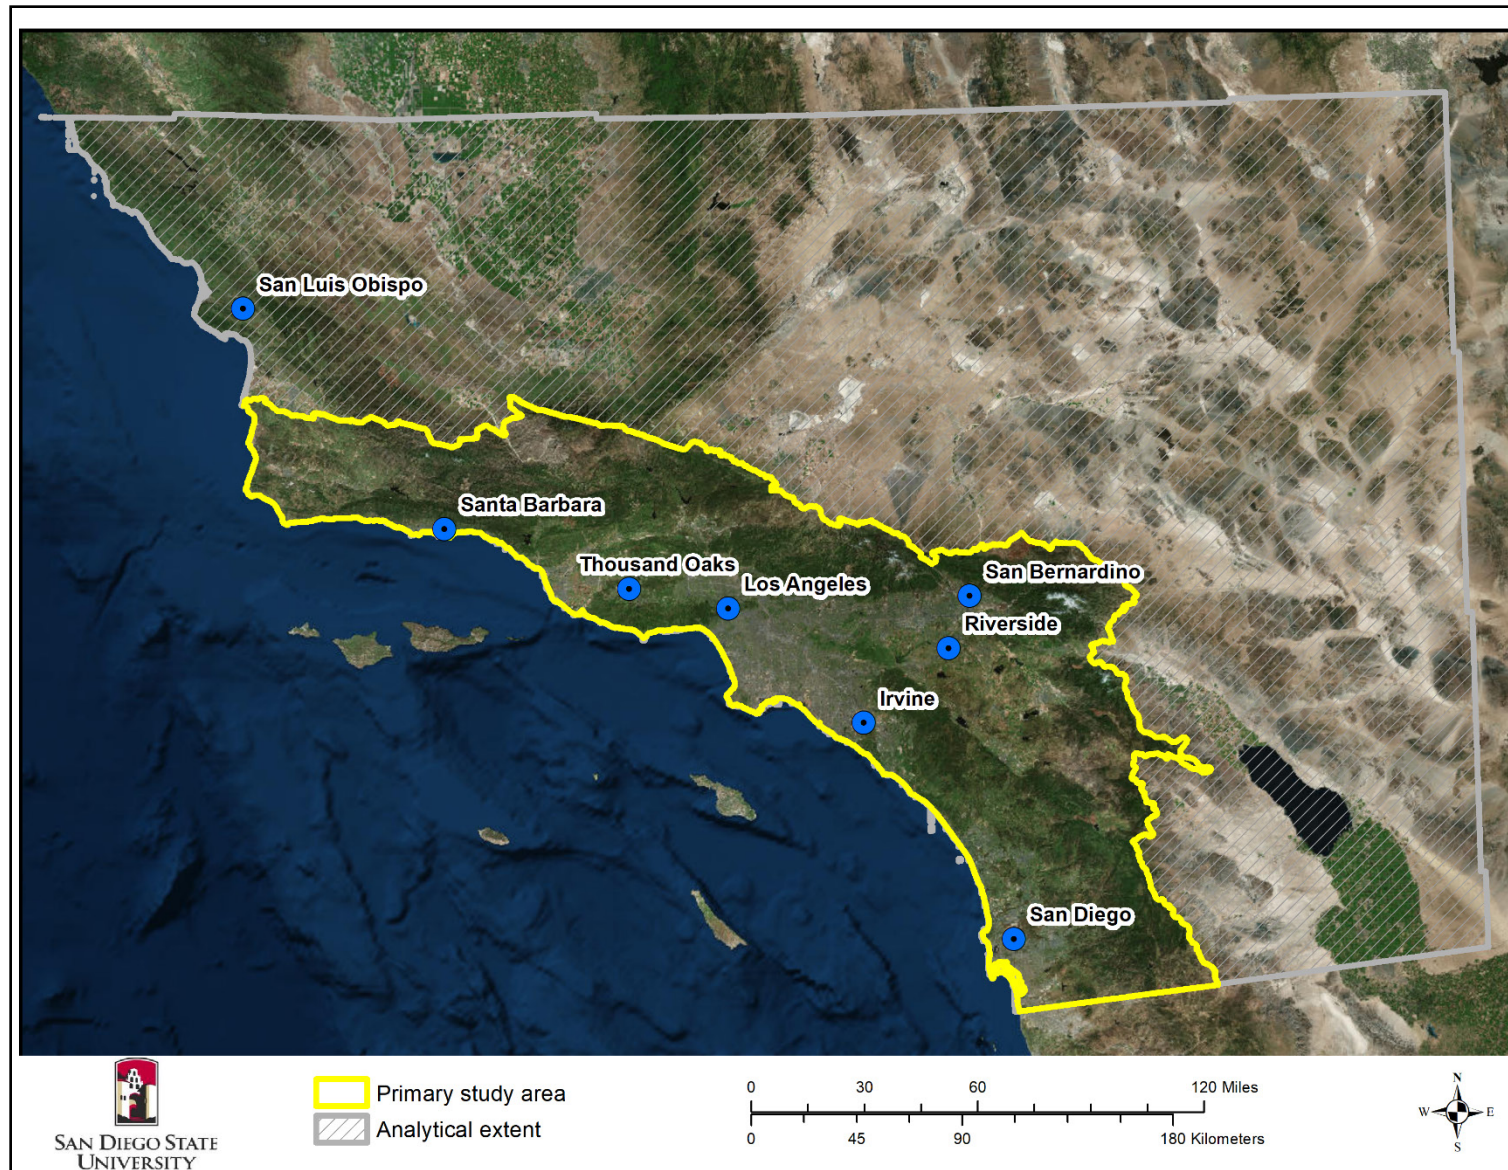 San Luis Obispo
Santa Barbara
Thousand Oaks
Los Angeles
San Bernardino
Riverside
Irvine
San Diego
SAN DIEGO STATE
UNIVERSITY
Primary study area
Analytical extent
0 30 60 120 Miles
0 45 90 180 Kilometers
N
W E
S